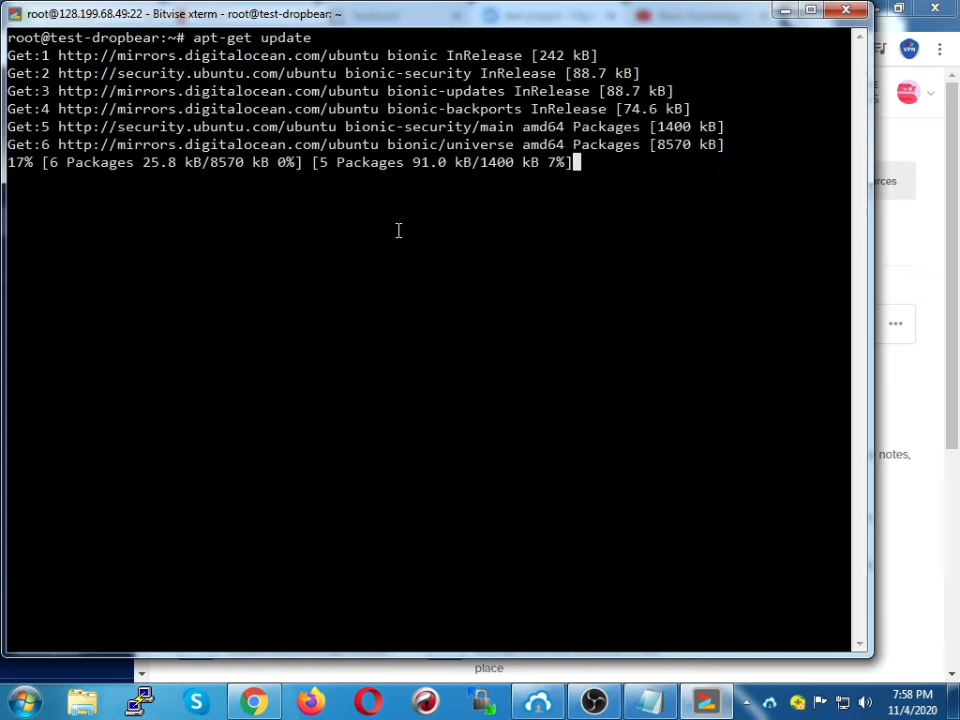 root@128.199.68.49:22 - Bitvise xterm - root@test-dropbear: ~
root@test-dropbear:~# apt-get update
Get:1 http://mirrors.digitalocean.com/ubuntu bionic InRelease [242 kB]
Get:2 http://security.ubuntu.com/ubuntu bionic-security InRelease [88.7 kB]
Get:3 http://mirrors.digitalocean.com/ubuntu bionic-updates InRelease [88.7 kB]
Get:4 http://mirrors.digitalocean.com/ubuntu bionic-backports InRelease [74.6 kB]
Get:5 http://security.ubuntu.com/ubuntu bionic-security/main amd64 Packages [1400 kB]
Get:6 http://mirrors.digitalocean.com/ubuntu bionic/universe amd64 Packages [8570 kB]
17% [6 Packages 25.8 kB/8570 kB 0%] [5 Packages 91.0 kB/1400 kB 7%]
VPN
rces
notes,
place
7:58 PM
11/4/2020